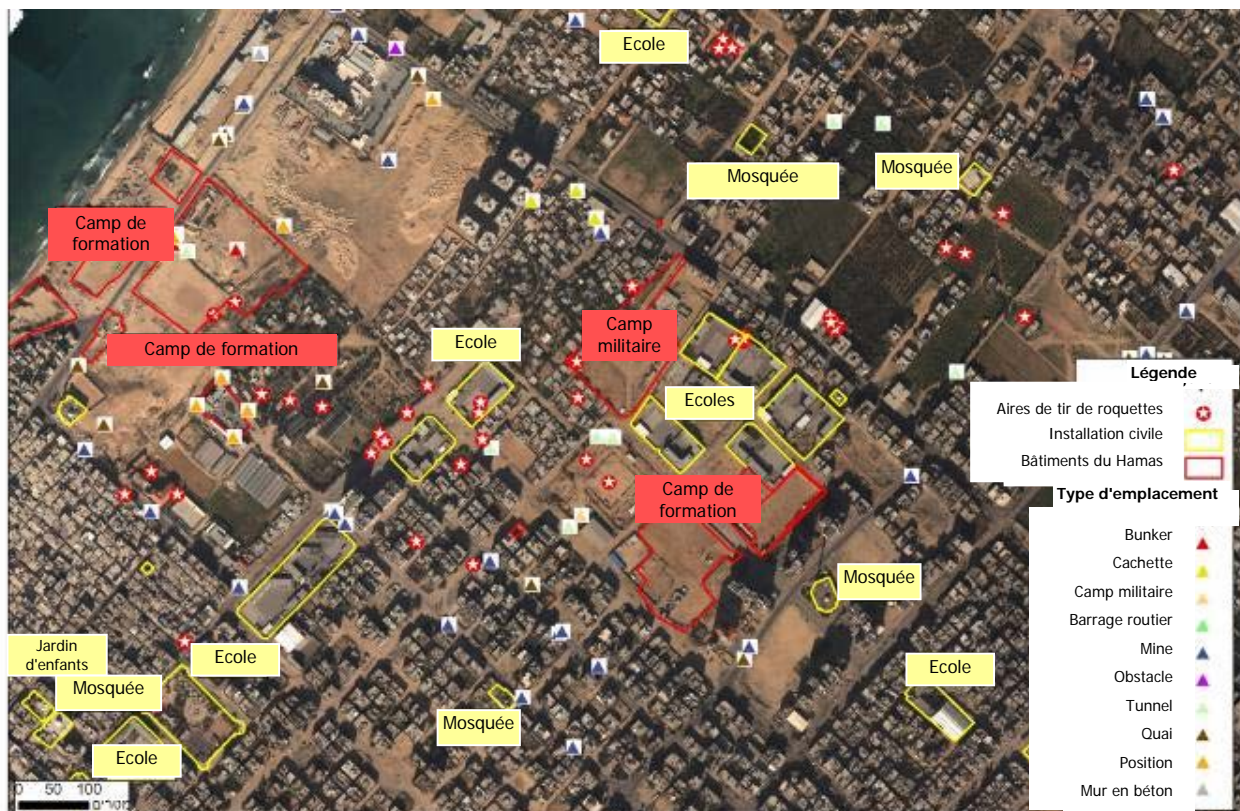 Ecole
Mosquée
Mosquée
Camp de
formation
Camp de formation
Ecole
Camp
militaire
Ecoles
Camp de
formation
Mosquée
Ecole
Jardin
d'enfants
Mosquée
Ecole
Ecole
Mosquée
Légende
Aires de tir de roquettes
Installation civile
Bâtiments du Hamas
Type d'emplacement
Bunker
Cachette
Camp militaire
Barrage routier
Mine
Obstacle
Tunnel
Quai
Position
Mur en béton
0 50 100
מטרים